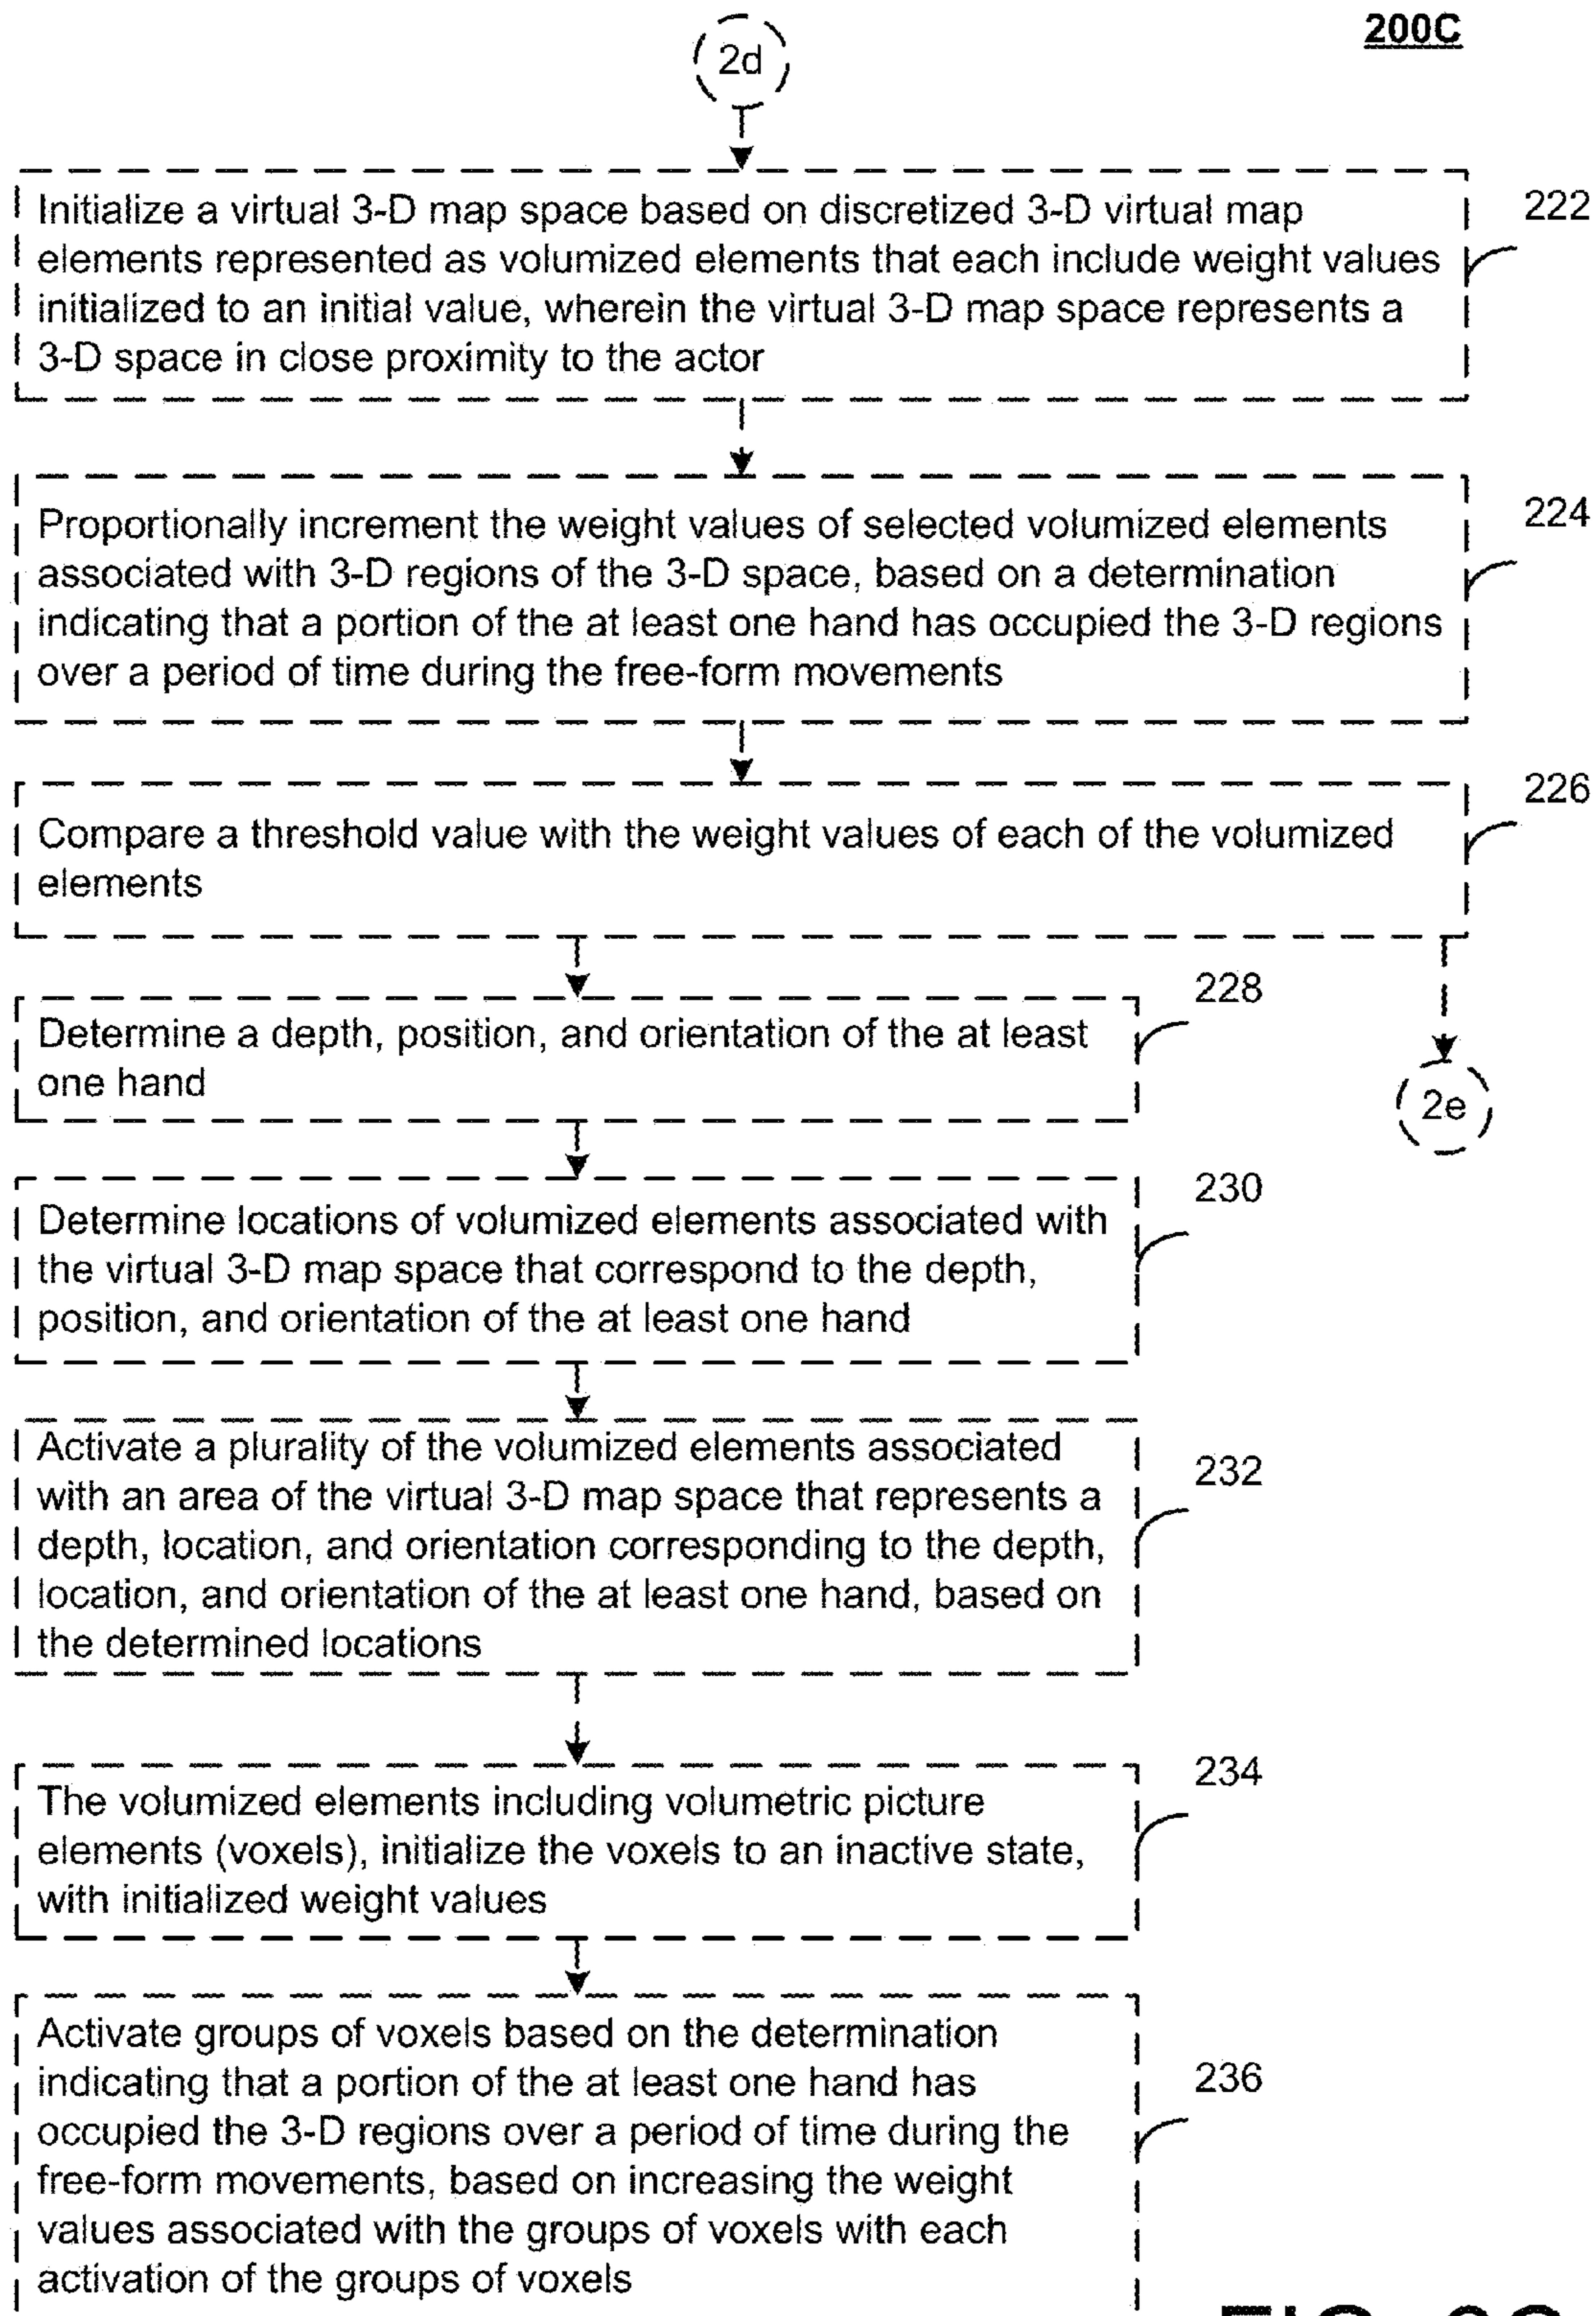 200C
2d
Initialize a virtual 3-D map space based on discretized 3-D virtual map
elements represented as volumized elements that each include weight values
initialized to an initial value, wherein the virtual 3-D map space represents a
3-D space in close proximity to the actor
222
Proportionally increment the weight values of selected volumized elements
associated with 3-D regions of the 3-D space, based on a determination
indicating that a portion of the at least one hand has occupied the 3-D regions
over a period of time during the free-form movements
224
Compare a threshold value with the weight values of each of the volumized
elements
226
Determine a depth, position, and orientation of the at least
one hand
228
2e
Determine locations of volumized elements associated with
the virtual 3-D map space that correspond to the depth,
position, and orientation of the at least one hand
230
Activate a plurality of the volumized elements associated
with an area of the virtual 3-D map space that represents a
depth, location, and orientation corresponding to the depth,
location, and orientation of the at least one hand, based on
the determined locations
232
The volumized elements including volumetric picture
elements (voxels), initialize the voxels to an inactive state,
with initialized weight values
234
Activate groups of voxels based on the determination
indicating that a portion of the at least one hand has
occupied the 3-D regions over a period of time during the
free-form movements, based on increasing the weight
values associated with the groups of voxels with each
activation of the groups of voxels
236